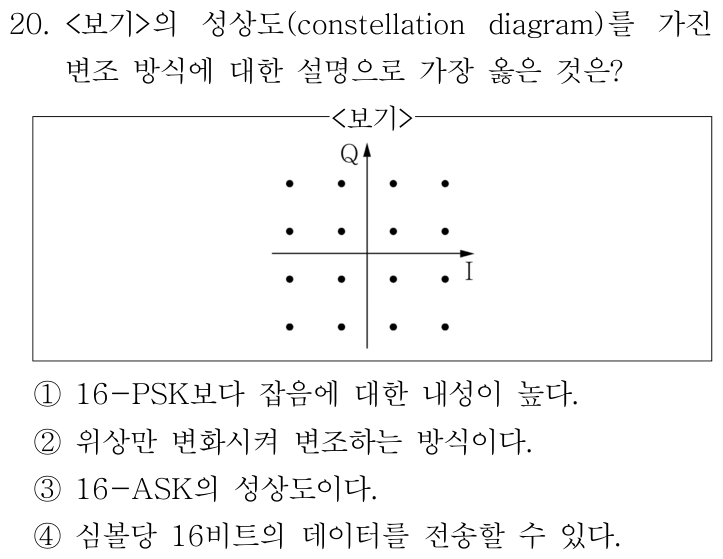 20. <보기>의 성상도(constellation diagram)를 가진
변조 방식에 대한 설명으로 가장 옳은 것은?
<보기>
Q
I
① 16-PSK보다 잡음에 대한 내성이 높다.
② 위상만 변화시켜 변조하는 방식이다.
③ 16-ASK의 성상도이다.
④ 심볼당 16비트의 데이터를 전송할 수 있다.